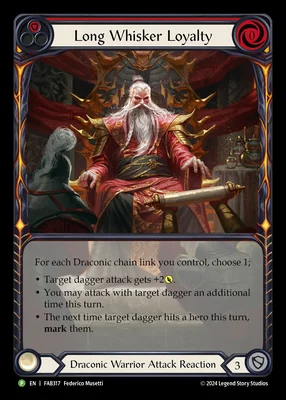 Long Whisker Loyalty
For each Draconic chain link you control, choose 1;
• Target dagger attack gets +2.
• You may attack with target dagger an additional
time this turn.
• The next time target dagger hits a hero this turn,
mark them.
Draconic Warrior Attack Reaction
3
P EN | FAB317 Federico Musetti
© 2024 Legend Story Studios